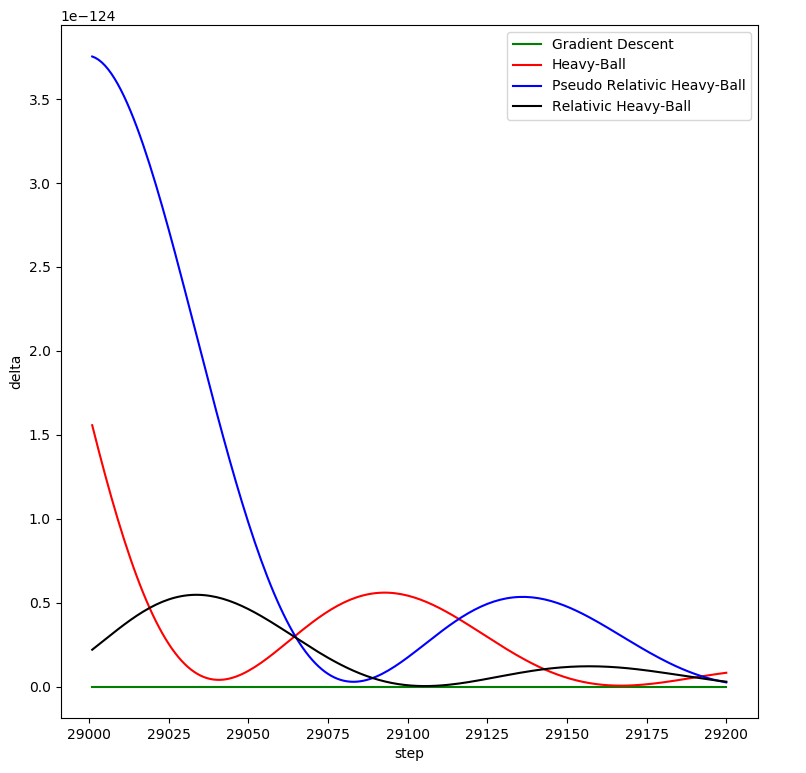 1e−124
Gradient Descent
Heavy-Ball
Pseudo Relativic Heavy-Ball
Relativic Heavy-Ball
3.5
3.0
2.5
2.0
1.5
1.0
0.5
0.0
delta
29000 29025 29050 29075 29100 29125 29150 29175 29200
step